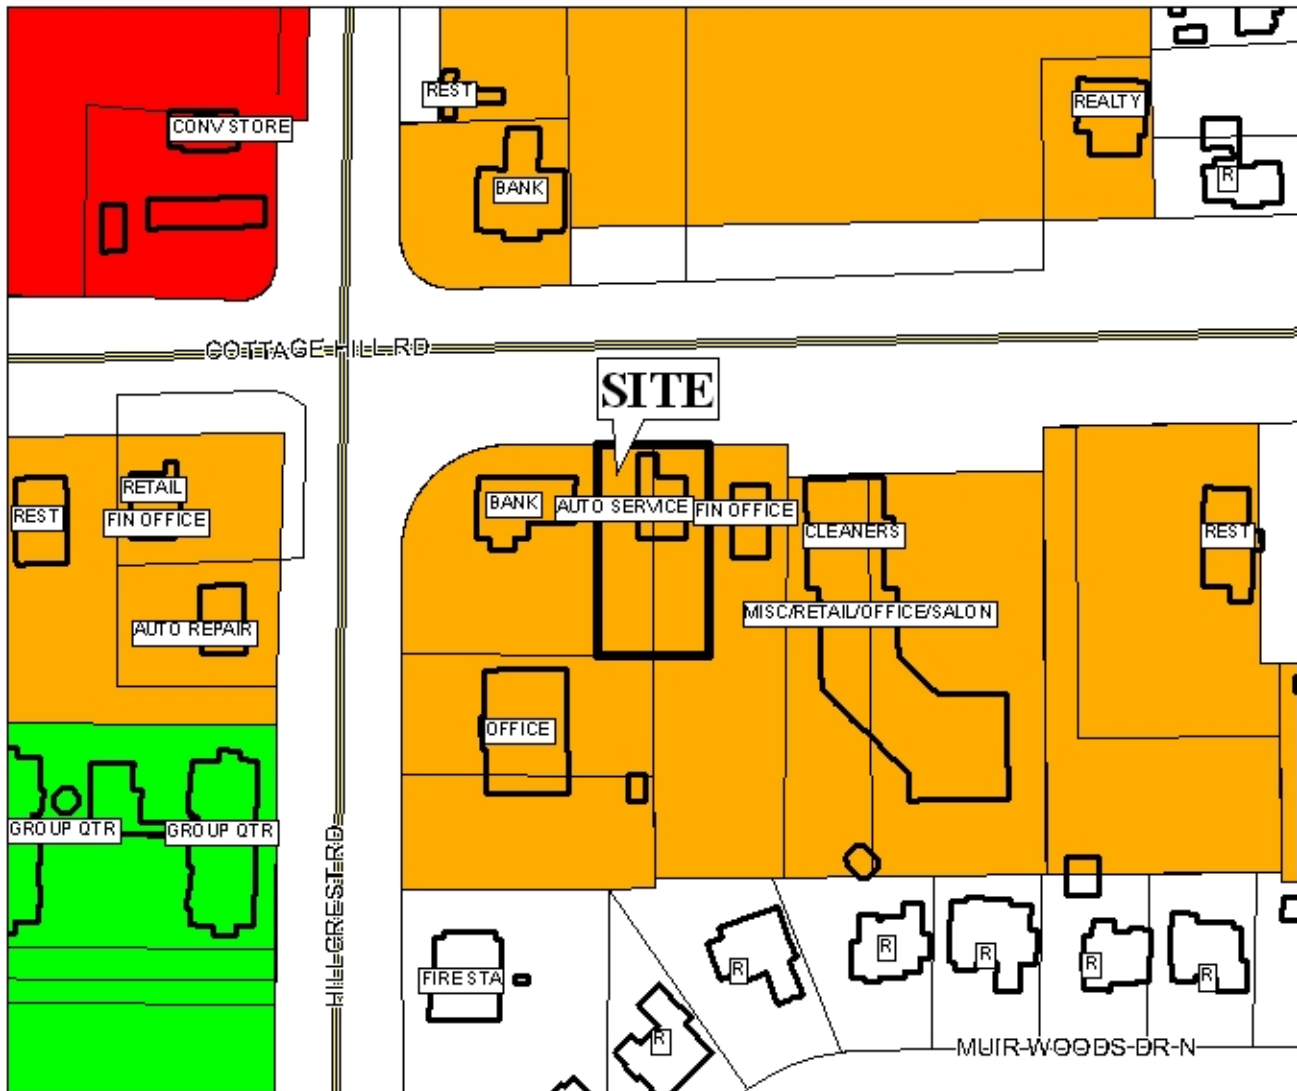 REST
CONV STORE
REALTY
BANK
R
COTTAGE HILL RD
SITE
RETAIL
REST
FIN OFFICE
BANK
AUTO SERVICE
FIN OFFICE
CLEANERS
REST
MISC/RETAIL/OFFICE/SALON
AUTO REPAIR
OFFICE
GROUP QTR
GROUP QTR
HILLCREST RD
FIRE STA
R
R
R
R
R
R
MUIR WOODS DR N